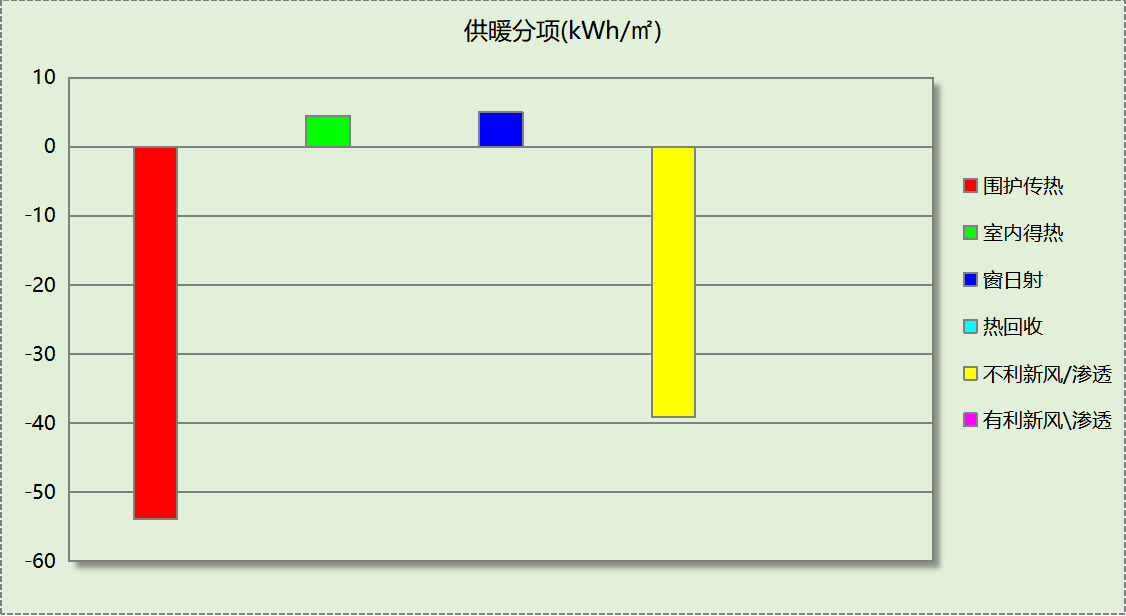 供暖分项(kWh/㎡)
10
0
-10
-20
-30
-40
-50
-60
围护传热
室内得热
窗日射
热回收
不利新风/渗透
有利新风\渗透